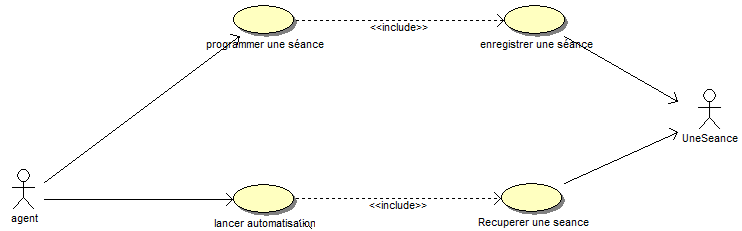 programmer une séance
<<include>>
enregistrer une séance
UneSeance
agent
lancer automatisation
<<include>>
Recuperer une seance